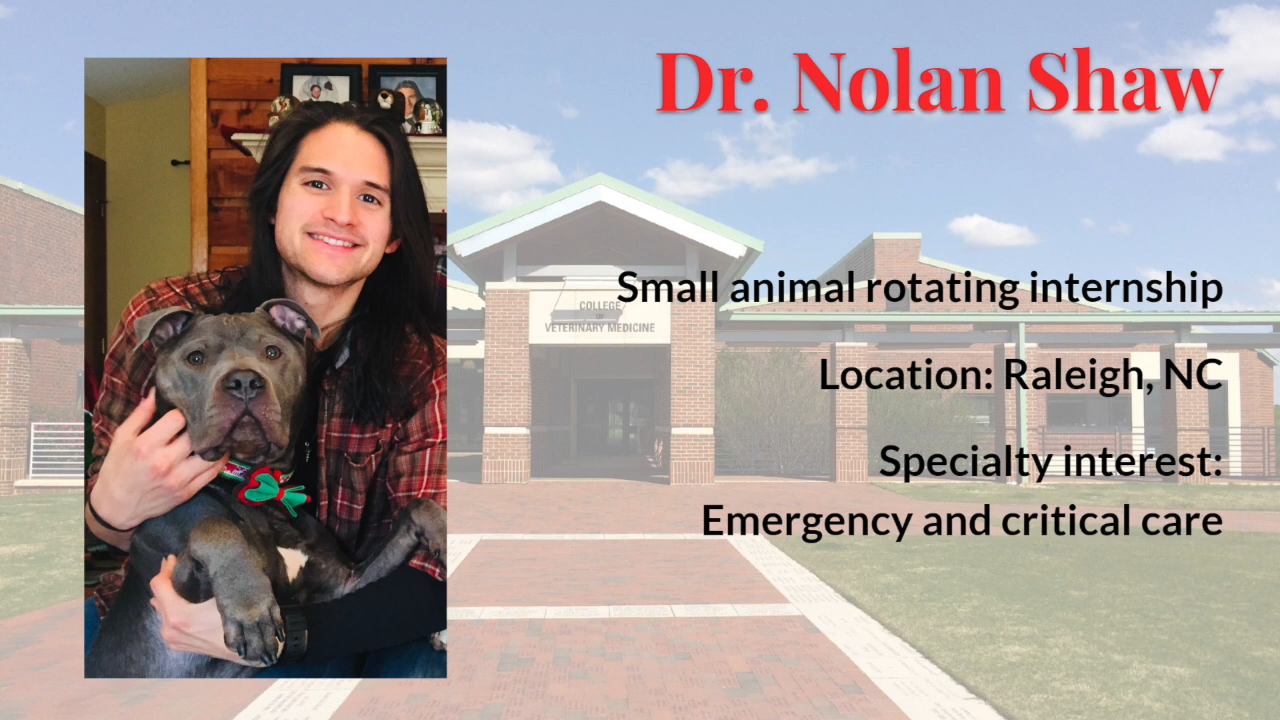 Dr. Nolan Shaw
Small animal rotating internship
COLLEGE
OF
VETERINARY MEDICINE
Location: Raleigh, NC
Specialty interest:
Emergency and critical care